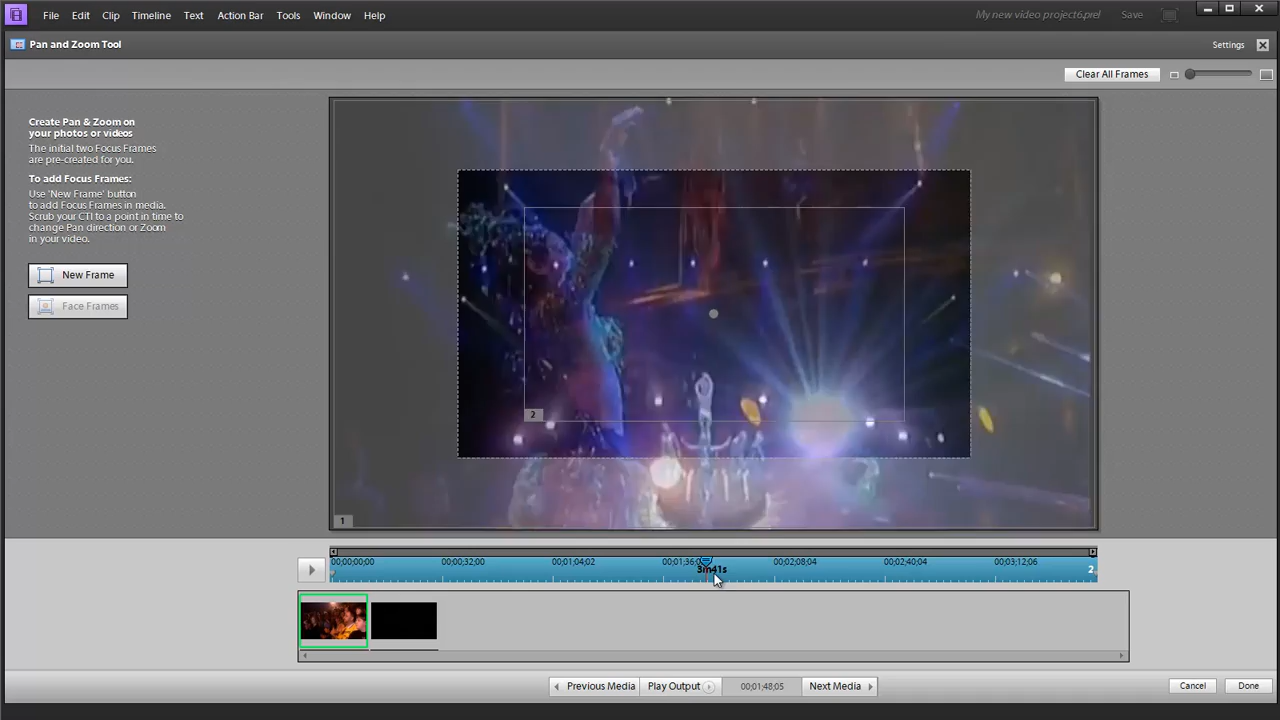 File Edit Clip Timeline Text Action Bar Tools Window Help
My new video project6.prel Save
Pan and Zoom Tool
Settings
Clear All Frames
Create Pan & Zoom on
your photos or videos
The initial two Focus Frames
are pre-created for you.
To add Focus Frames:
Use 'New Frame' button
to add Focus Frames in media.
Scrub your CTI to a point in time to
change Pan direction or Zoom
in your video.
New Frame
Face Frames
2
1
00;00;00;00 00;00;32;00 00;01;04;02 00;01;36;0 00;02;08;04 00;02;40;04 00;03;12;06
3m41s
2
Previous Media Play Output 00;01;48;05 Next Media
Cancel Done